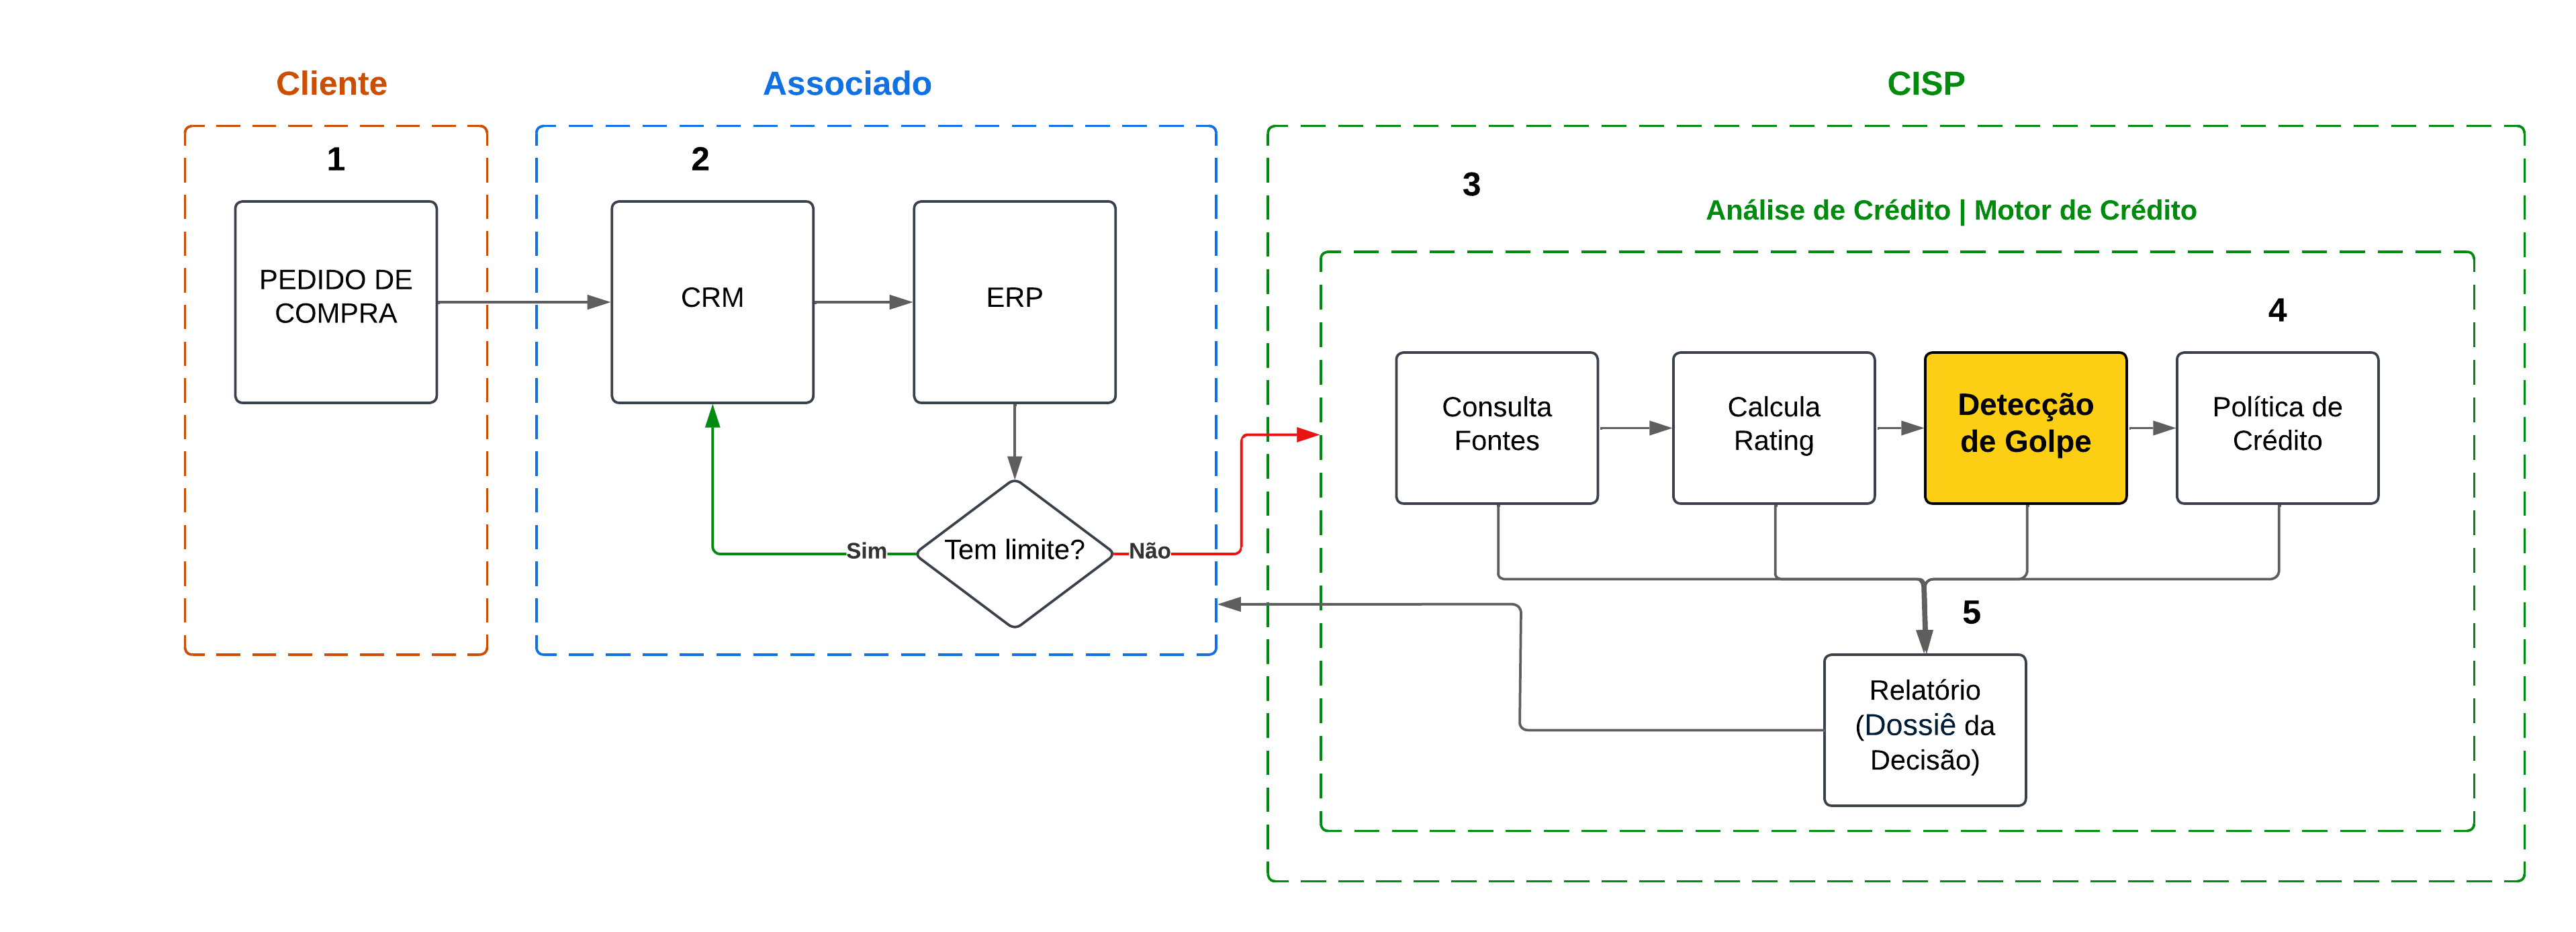 Cliente
Associado
CISP
1
2
3
Análise de Crédito | Motor de Crédito
PEDIDO DE
COMPRA
CRM
ERP
4
Consulta
Fontes
Calcula
Rating
Detecção
de Golpe
Política de
Crédito
Sim
Tem limite?
Não
5
Relatório
(Dossiê da
Decisão)